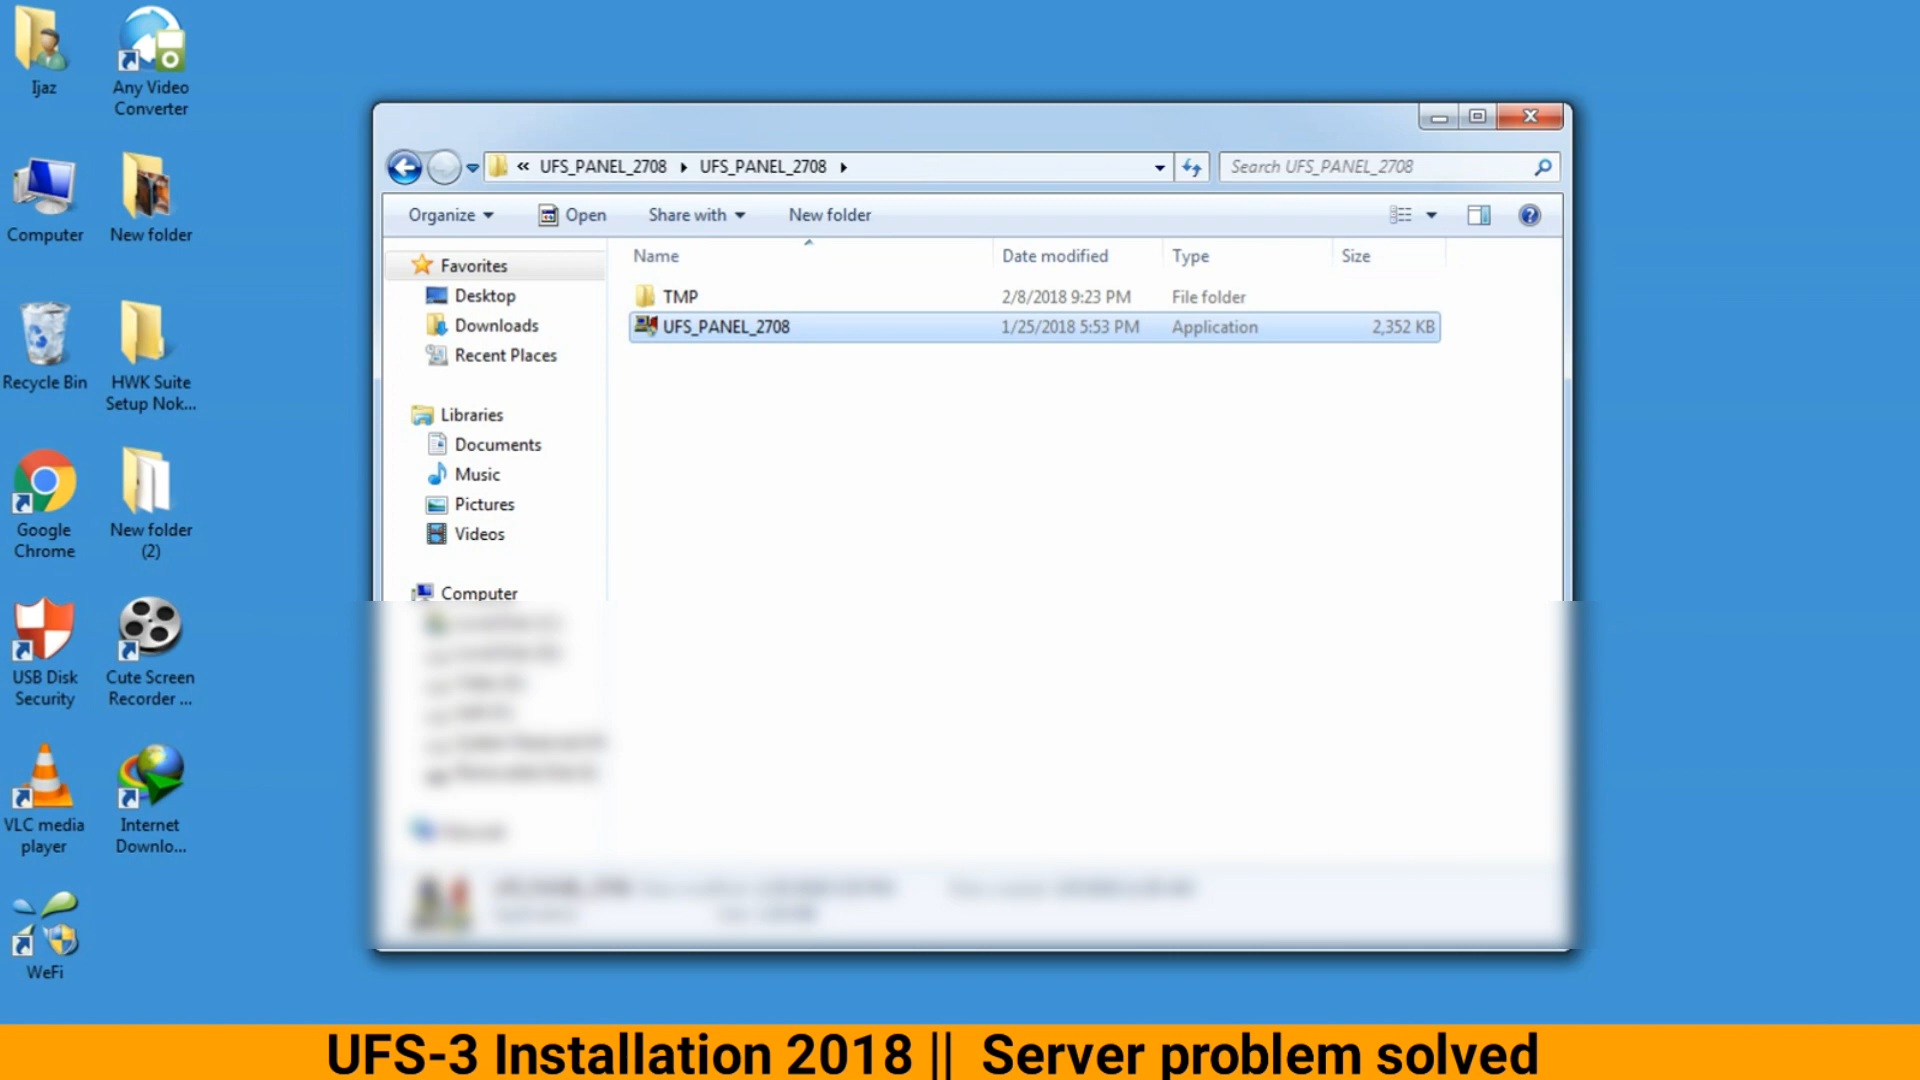 Ijaz
Any Video
Converter
Computer
New folder
Recycle Bin
HWK Suite
Setup Nok...
Google
Chrome
New folder
(2)
USB Disk
Security
Cute Screen
Recorder ...
VLC media
player
Internet
Downlo...
WeFi
« UFS_PANEL_2708 ▸ UFS_PANEL_2708 ▸
Search UFS_PANEL_2708
Organize Open Share with New folder
Name Date modified Type Size
TMP 2/8/2018 9:23 PM File folder
UFS_PANEL_2708 1/25/2018 5:53 PM Application 2,352 KB
Favorites
Desktop
Downloads
Recent Places
Libraries
Documents
Music
Pictures
Videos
Computer
UFS-3 Installation 2018 || Server problem solved